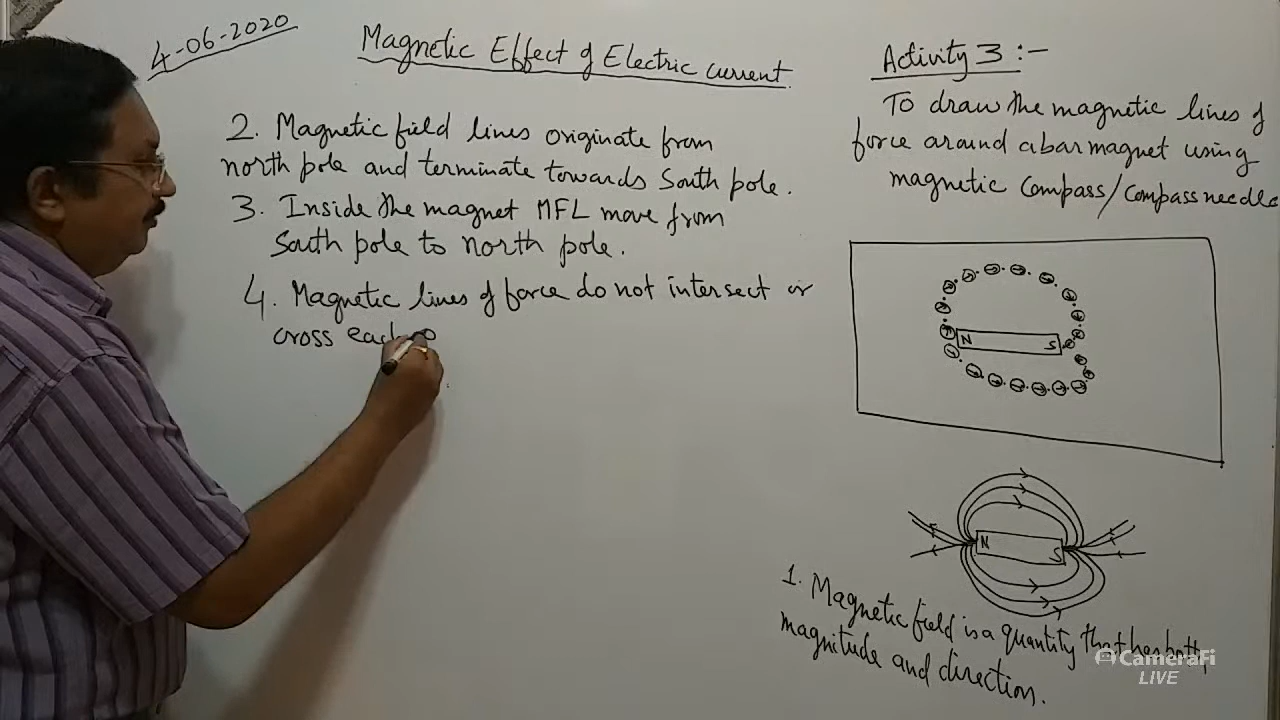 4-06-2020
Magnetic Effect of Electric current
2. Magnetic field lines originate from
north pole and terminate towards South pole.
3. Inside the magnet MFL move from
South pole to north pole.
4. Magnetic lines of force do not intersect or
cross each o
Activity 3 :-
To draw the magnetic lines of
force around a bar magnet using
magnetic Compass/Compass needle
N S
N S
1. Magnetic field is a quantity that has both
magnitude and direction.
CameraFi
LIVE